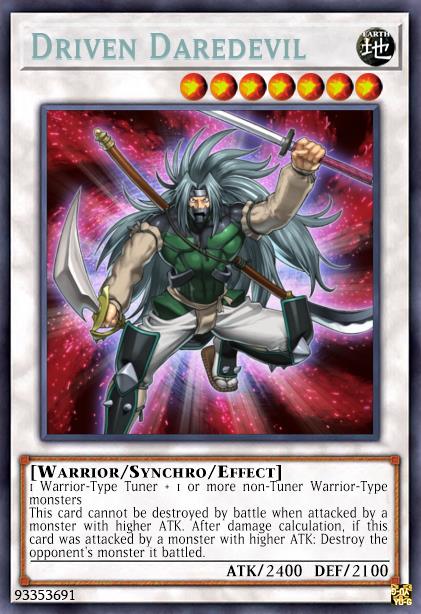 DRIVEN DAREDEVIL
EARTH
地
[WARRIOR/SYNCHRO/EFFECT]
1 Warrior-Type Tuner + 1 or more non-Tuner Warrior-Type
monsters
This card cannot be destroyed by battle when attacked by a
monster with higher ATK. After damage calculation, if this
card was attacked by a monster with higher ATK: Destroy the
opponent's monster it battled.
ATK/2400 DEF/2100
93353691